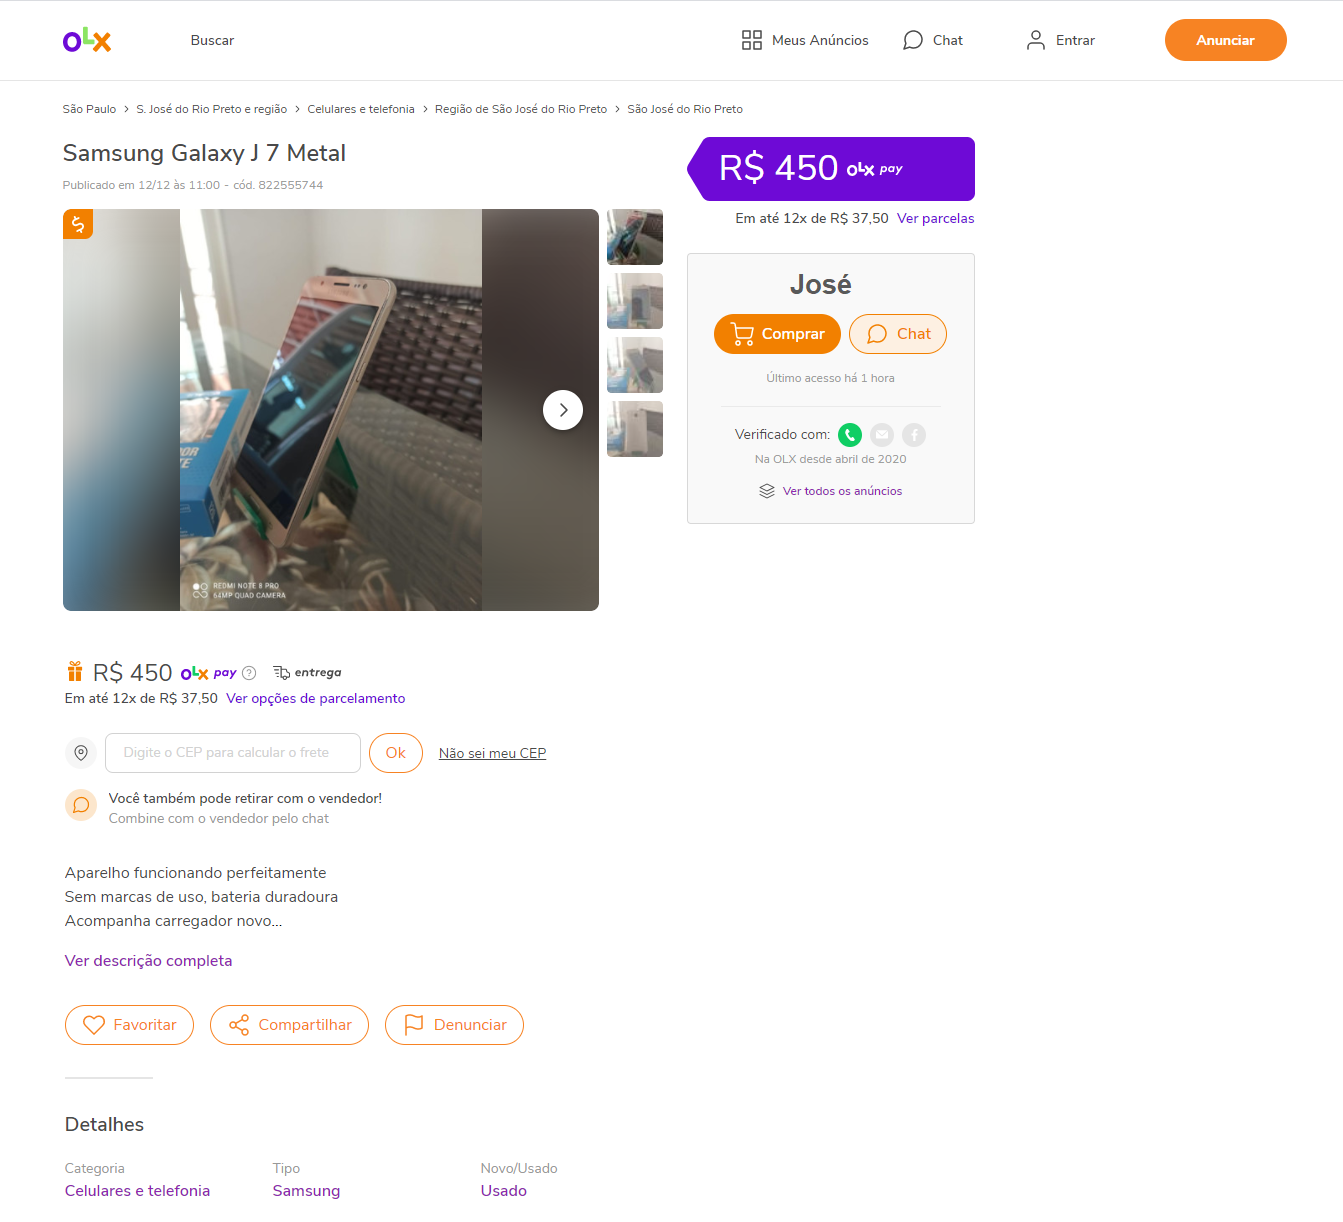 OLX
Buscar
Meus Anúncios
Chat
Entrar
Anunciar
São Paulo > S. José do Rio Preto e região > Celulares e telefonia > Região de São José do Rio Preto > São José do Rio Preto
Samsung Galaxy J 7 Metal
Publicado em 12/12 às 11:00 - cód. 822555744
REDMI NOTE 8 PRO
64MP QUAD CAMERA
R$ 450 olx pay
Em até 12x de R$ 37,50 Ver parcelas
José
Comprar
Chat
Último acesso há 1 hora
Verificado com:
Na OLX desde abril de 2020
Ver todos os anúncios
R$ 450 olx pay ? entrega
Em até 12x de R$ 37,50 Ver opções de parcelamento
Digite o CEP para calcular o frete
Ok
Não sei meu CEP
Você também pode retirar com o vendedor!
Combine com o vendedor pelo chat
Aparelho funcionando perfeitamente
Sem marcas de uso, bateria duradoura
Acompanha carregador novo...
Ver descrição completa
Favoritar
Compartilhar
Denunciar
Detalhes
Categoria
Celulares e telefonia
Tipo
Samsung
Novo/Usado
Usado